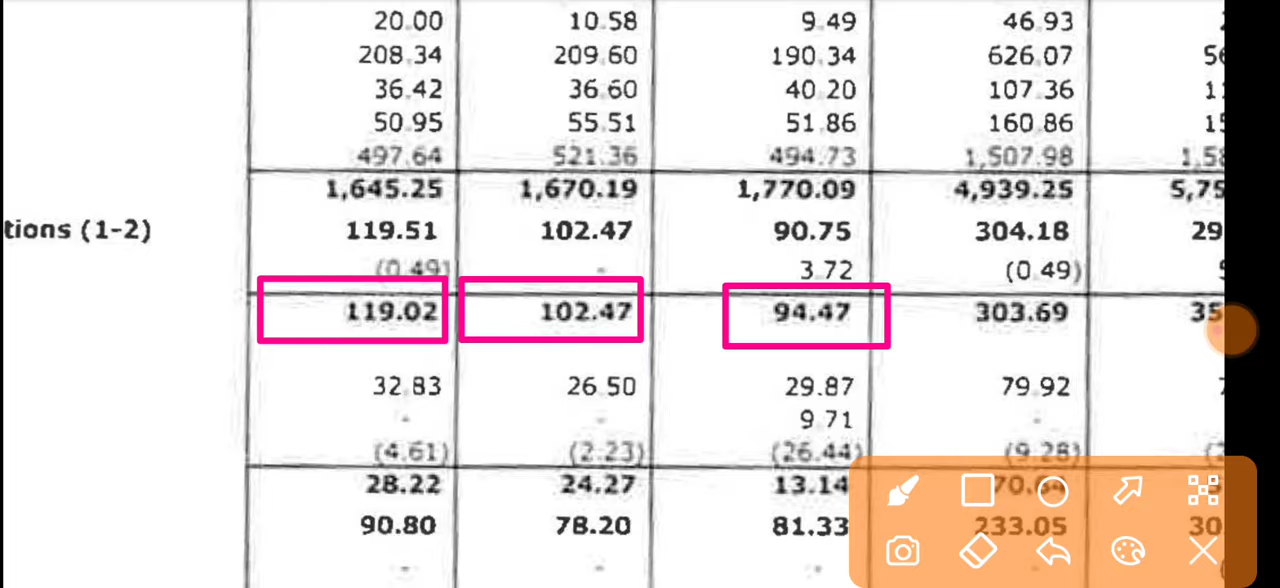 20.00 10.58 9.49 46.93
208.34 209.60 190.34 626.07
36.42 36.60 40.20 107.36
50.95 55.51 51.86 160.86
497.64 521.36 494.73 1,507.98
1,645.25 1,670.19 1,770.09 4,939.25 5,75
tions (1-2) 119.51 102.47 90.75 304.18 29
(0.49) - 3.72 (0.49)
119.02 102.47 94.47 303.69 35
32.83 26.50 29.87 79.92
- - 9.71 -
(4.61) (2.23) (26.44) (9.28)
28.22 24.27 13.14
90.80 78.20 81.33 233.05 30
- - -